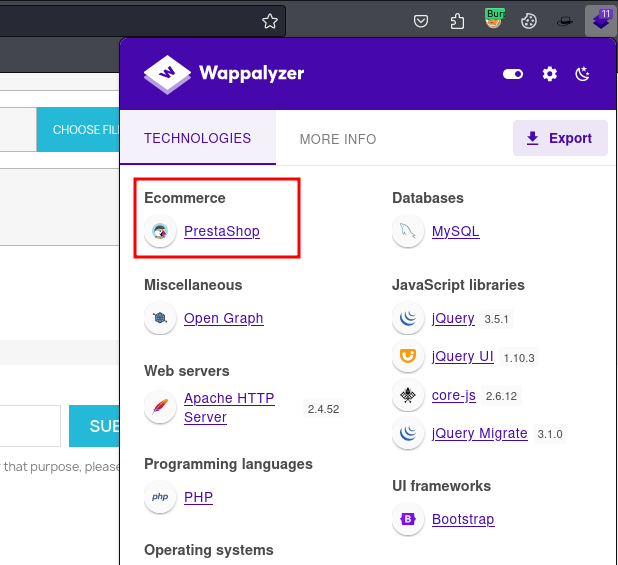 Burr
11
Wappalyzer
CHOOSE FIL
TECHNOLOGIES
MORE INFO
Export
Ecommerce
PrestaShop
Databases
MySQL
Miscellaneous
Open Graph
JavaScript libraries
jQuery 3.5.1
jQuery UI 1.10.3
core-js 2.6.12
jQuery Migrate 3.1.0
Web servers
Apache HTTP
Server 2.4.52
SUB
that purpose, please
Programming languages
php PHP
UI frameworks
Bootstrap
Operating systems